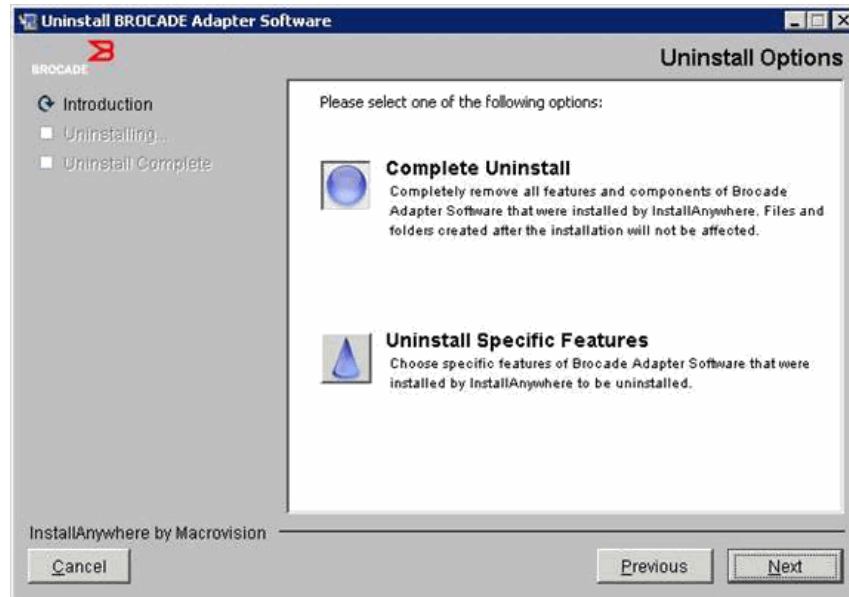 Uninstall BROCADE Adapter Software
BROCADE
Uninstall Options
Introduction
Uninstalling...
Uninstall Complete
Please select one of the following options:
Complete Uninstall
Completely remove all features and components of Brocade
Adapter Software that were installed by InstallAnywhere. Files and
folders created after the installation will not be affected.
Uninstall Specific Features
Choose specific features of Brocade Adapter Software that were
installed by InstallAnywhere to be uninstalled.
InstallAnywhere by Macrovision
Cancel
Previous
Next